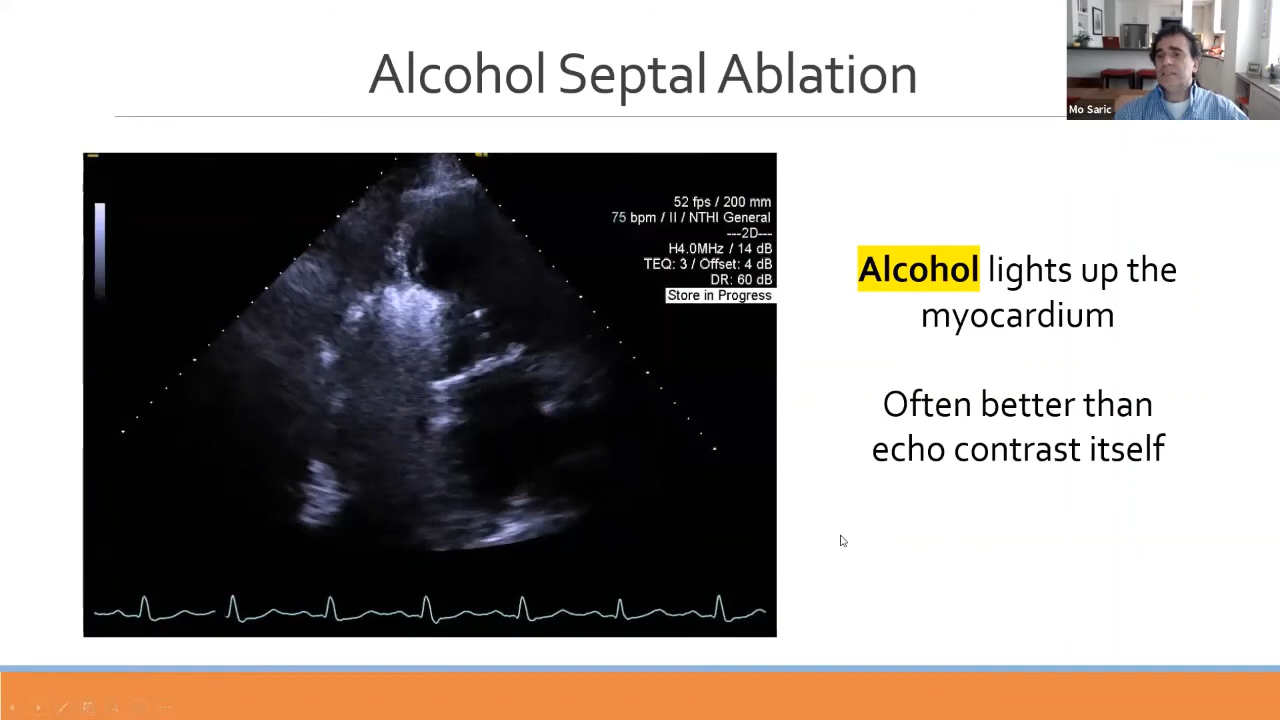 Alcohol Septal Ablation
Mo Saric
52 fps / 200 mm
75 bpm / II / NTHI General
---2D---
H4.0MHz / 14 dB
TEQ: 3 / Offset: 4 dB
DR: 60 dB
Store in Progress
Alcohol lights up the
myocardium
Often better than
echo contrast itself